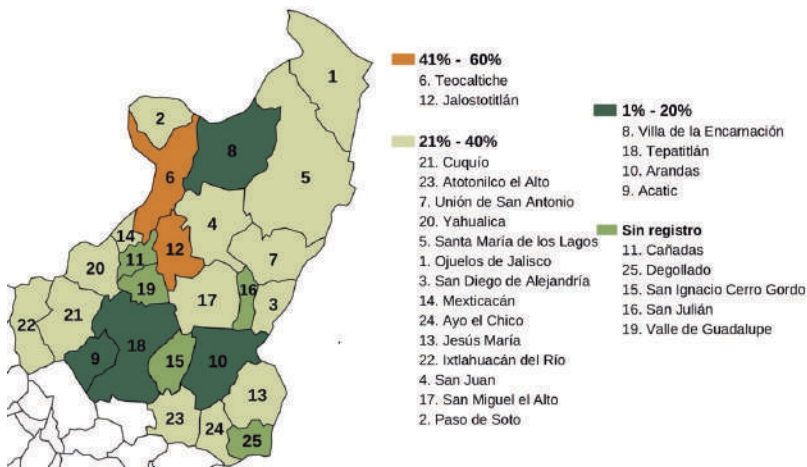 1
2
8
6
5
4
14
12
11
7
20
19
16
17
3
22
21
18
9
15
10
13
23
24
25
41% - 60%
6. Teocaltiche
12. Jalostotitlán
21% - 40%
21. Cuquío
23. Atotonilco el Alto
7. Unión de San Antonio
20. Yahualica
5. Santa María de los Lagos
1. Ojuelos de Jalisco
3. San Diego de Alejandría
14. Mexticacán
24. Ayo el Chico
13. Jesús María
22. Ixtlahuacán del Río
4. San Juan
17. San Miguel el Alto
2. Paso de Soto
1% - 20%
8. Villa de la Encarnación
18. Tepatitlán
10. Arandas
9. Acatic
Sin registro
11. Cañadas
25. Degollado
15. San Ignacio Cerro Gordo
16. San Julián
19. Valle de Guadalupe